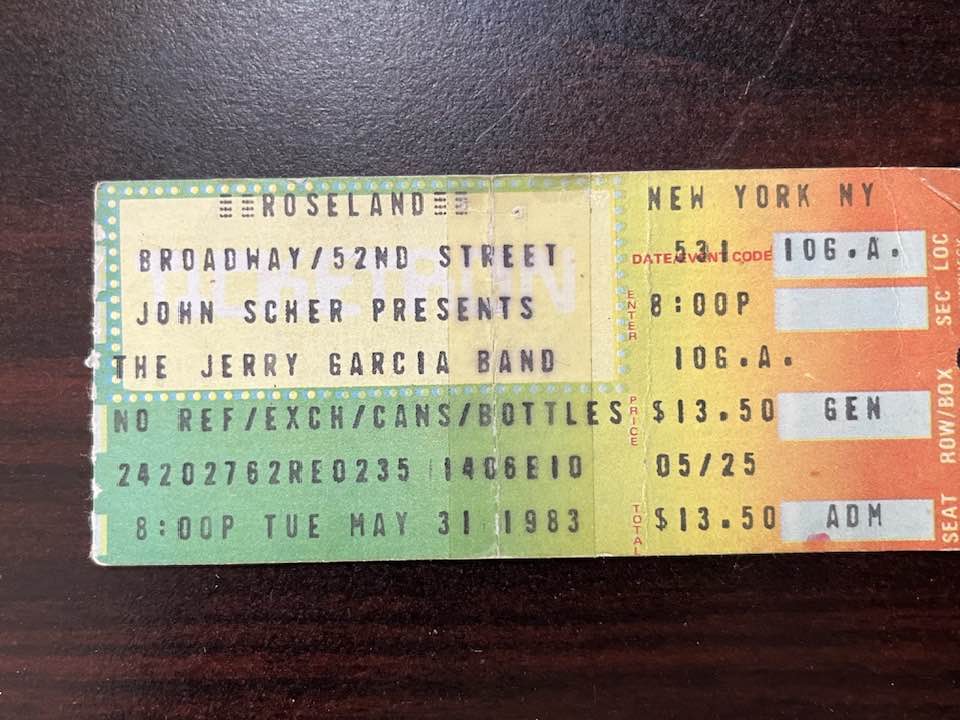 ROSELAND
BROADWAY/52ND STREET
JOHN SCHER PRESENTS
THE JERRY GARCIA BAND
NO REF/EXCH/CANS/BOTTLES
24202762RE0235 1406E10
8:00P TUE MAY 31 1983
TICKETRON
NEW YORK NY
DATE/EVENT CODE 531 106.A.
ENTER 8:00P
106.A.
PRICE $13.50 GEN
05/25
TOTAL $13.50 ADM
SEAT ROW/BOX SEC LOC